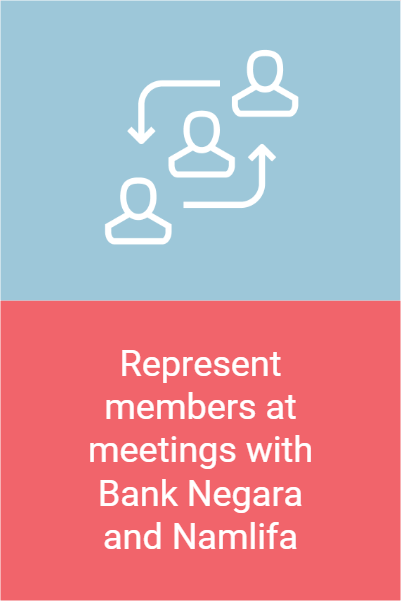 Represent
members at
meetings with
Bank Negara
and Namlifa